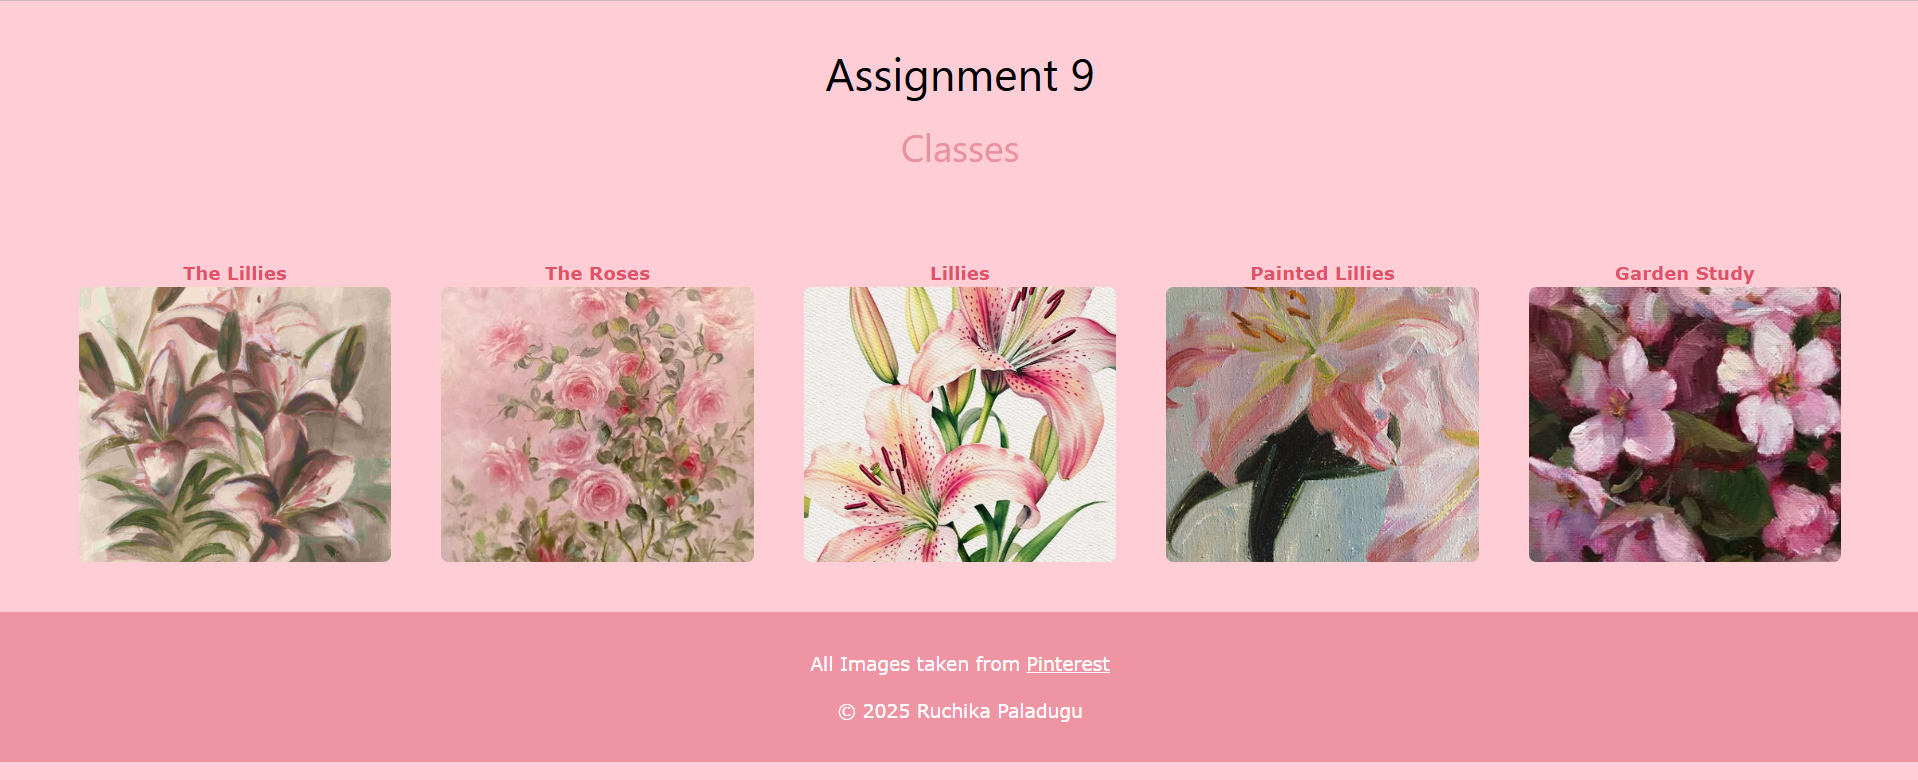 Assignment 9
Classes
The Lillies
The Roses
Lillies
Painted Lillies
Garden Study
All Images taken from Pinterest
© 2025 Ruchika Paladugu